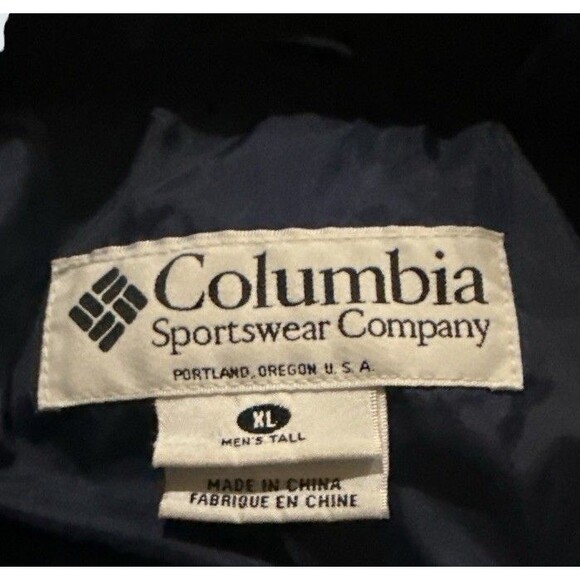 Columbia
Sportswear Company
PORTLAND, OREGON U.S.A.
XL
MEN'S TALL
MADE IN CHINA
FABRIQUE EN CHINE